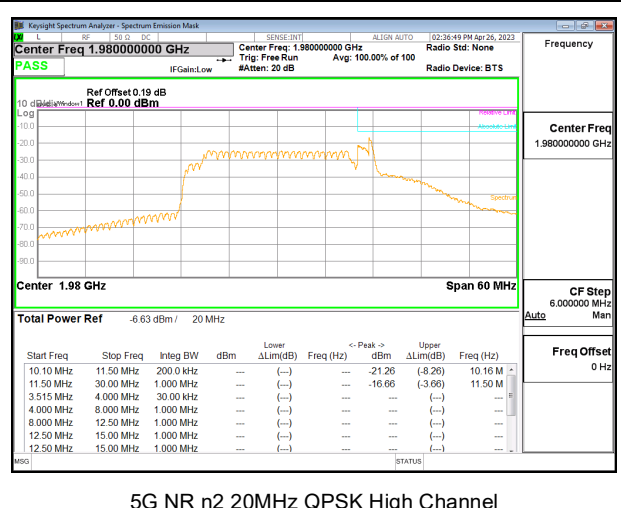 Keysight Spectrum Analyzer - Spectrum Emission Mask
LXI L RF 50 Ω DC SENSE:INT ALIGN AUTO 02:36:49 PM Apr 26, 2023
Center Freq 1.980000000 GHz Center Freq: 1.980000000 GHz Radio Std: None Frequency
Trig: Free Run Avg: 100.00% of 100
PASS IFGain:Low #Atten: 20 dB Radio Device: BTS
Ref Offset 0.19 dB
10 dB/div Window1 Ref 0.00 dBm
Log
Relative Limit
-10.0
Absolute Limit
Center Freq
1.980000000 GHz
-20.0
-30.0
-40.0
-50.0
Spectrum
-60.0
-70.0
-80.0
-90.0
Center 1.98 GHz Span 60 MHz
CF Step
6.000000 MHz
Auto Man
Total Power Ref -6.63 dBm / 20 MHz
Lower <- Peak -> Upper
Start Freq Stop Freq Integ BW dBm ΔLim(dB) Freq (Hz) dBm ΔLim(dB) Freq (Hz)
10.10 MHz 11.50 MHz 200.0 kHz --- (---) --- -21.26 (-8.26) 10.16 M
11.50 MHz 30.00 MHz 1.000 MHz --- (---) --- -16.66 (-3.66) 11.50 M
3.515 MHz 4.000 MHz 30.00 kHz --- (---) --- --- (---) ---
4.000 MHz 8.000 MHz 1.000 MHz --- (---) --- --- (---) ---
8.000 MHz 12.50 MHz 1.000 MHz --- (---) --- --- (---) ---
12.50 MHz 15.00 MHz 1.000 MHz --- (---) --- --- (---) ---
12.50 MHz 15.00 MHz 1.000 MHz --- (---) --- --- (---) ---
Freq Offset
0 Hz
MSG STATUS
5G NR n2 20MHz QPSK High Channel